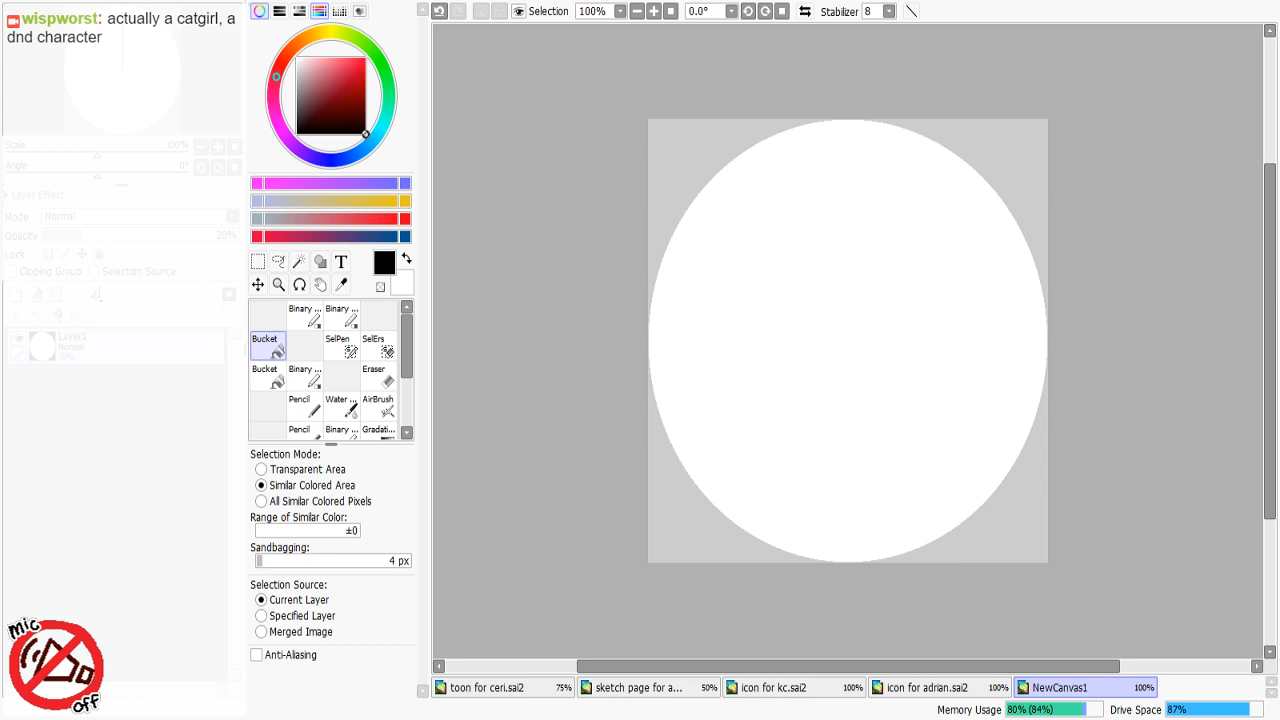 wispworst: actually a catgirl, a
dnd character
Scale 100%
Angle 0°
Layer Effect
Mode Normal
Opacity 20%
Lock
Clipping Group Selection Source
Layer1
Normal
20%
Selection 100% 0.0° Stabilizer 8
T
Binary ... Binary ...
Bucket SelPen SelErs
Bucket Binary ... Eraser
Pencil Water ... AirBrush
Pencil Binary ... Gradati...
Selection Mode:
Transparent Area
Similar Colored Area
All Similar Colored Pixels
Range of Similar Color:
±0
Sandbagging:
4 px
Selection Source:
Current Layer
Specified Layer
Merged Image
Anti-Aliasing
mic
off
toon for ceri.sai2 75% sketch page for a... 50% icon for kc.sai2 100% icon for adrian.sai2 100% NewCanvas1 100%
Memory Usage 80% (84%) Drive Space 87%